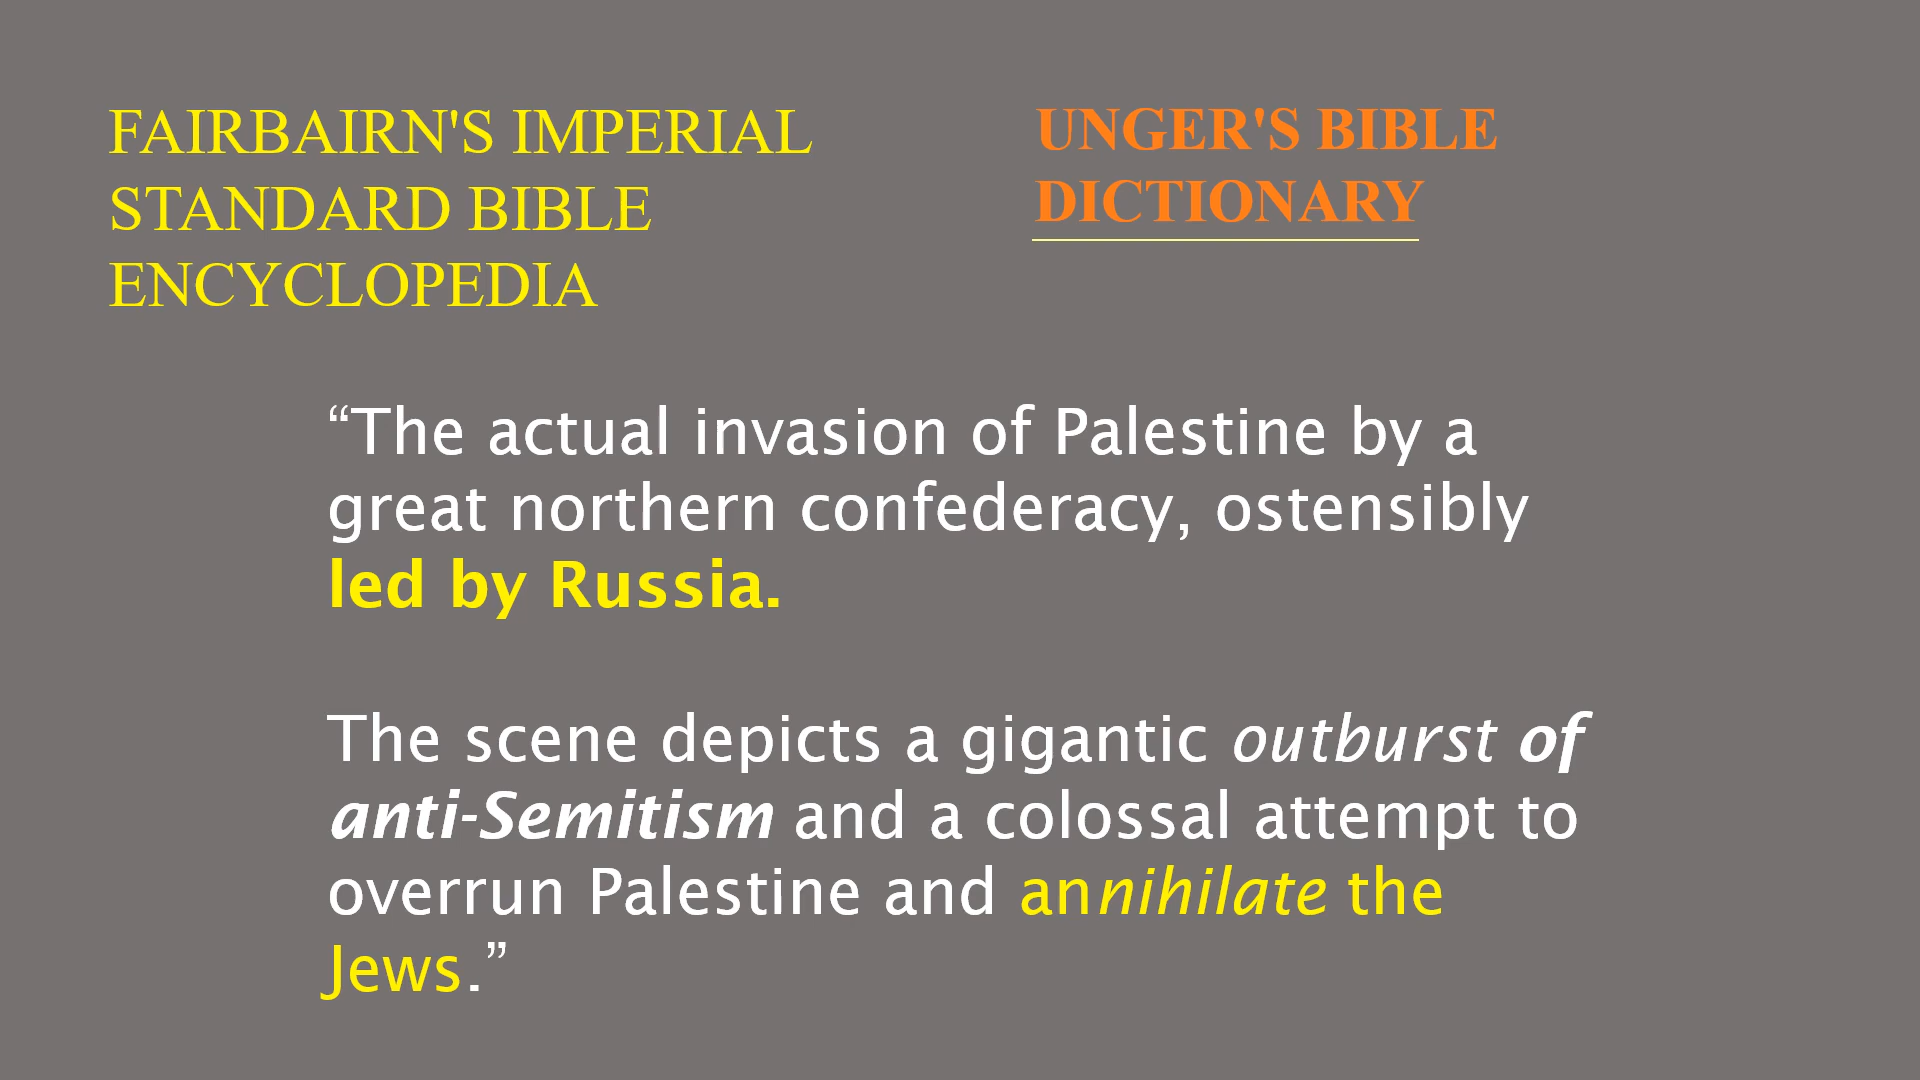 FAIRBAIRN'S IMPERIAL
STANDARD BIBLE
ENCYCLOPEDIA
UNGER'S BIBLE
DICTIONARY
“The actual invasion of Palestine by a
great northern confederacy, ostensibly
led by Russia.
The scene depicts a gigantic outburst of
anti-Semitism and a colossal attempt to
overrun Palestine and annihilate the
Jews.”